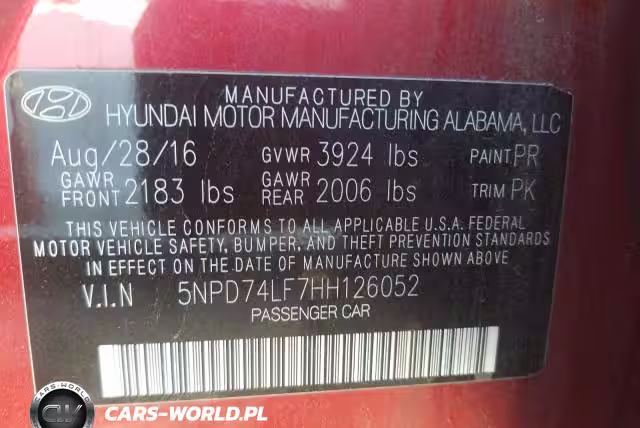 MANUFACTURED BY
HYUNDAI MOTOR MANUFACTURING ALABAMA, LLC
Aug/28/16 GVWR 3924 lbs PAINT PR
GAWR FRONT 2183 lbs GAWR REAR 2006 lbs TRIM PK
THIS VEHICLE CONFORMS TO ALL APPLICABLE U.S.A. FEDERAL
MOTOR VEHICLE SAFETY, BUMPER, AND THEFT PREVENTION STANDARDS
IN EFFECT ON THE DATE OF MANUFACTURE SHOWN ABOVE.
V.I.N 5NPD74LF7HH126052
PASSENGER CAR
CARS-WORLD.PL